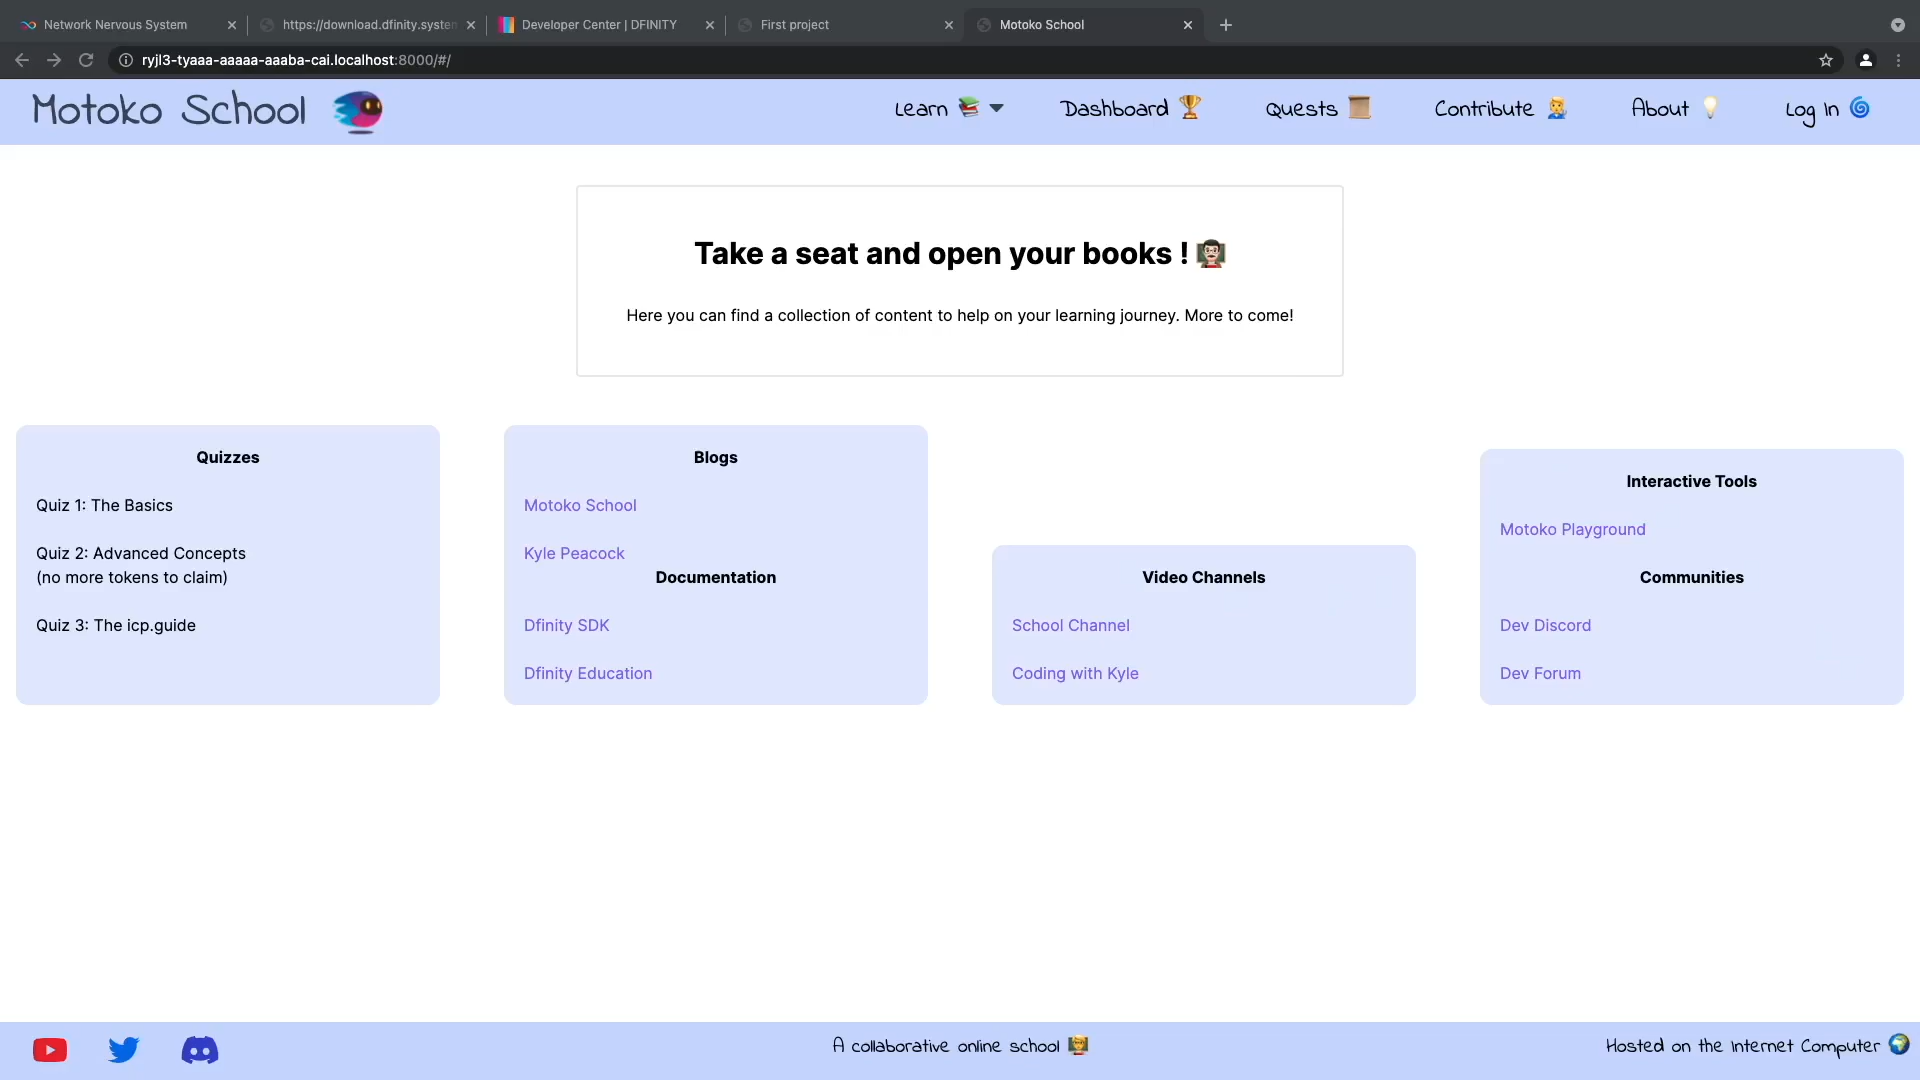 Network Nervous System
https://download.dfinity.system
Developer Center | DFINITY
First project
Motoko School
ryjl3-tyaaa-aaaaa-aaaba-cai.localhost:8000/#/
Motoko School
Learn
Dashboard
Quests
Contribute
About
Log In
Take a seat and open your books !
Here you can find a collection of content to help on your learning journey. More to come!
Quizzes
Quiz 1: The Basics
Quiz 2: Advanced Concepts
(no more tokens to claim)
Quiz 3: The icp.guide
Blogs
Motoko School
Kyle Peacock
Documentation
Dfinity SDK
Dfinity Education
Video Channels
School Channel
Coding with Kyle
Interactive Tools
Motoko Playground
Communities
Dev Discord
Dev Forum
A collaborative online school
Hosted on the Internet Computer